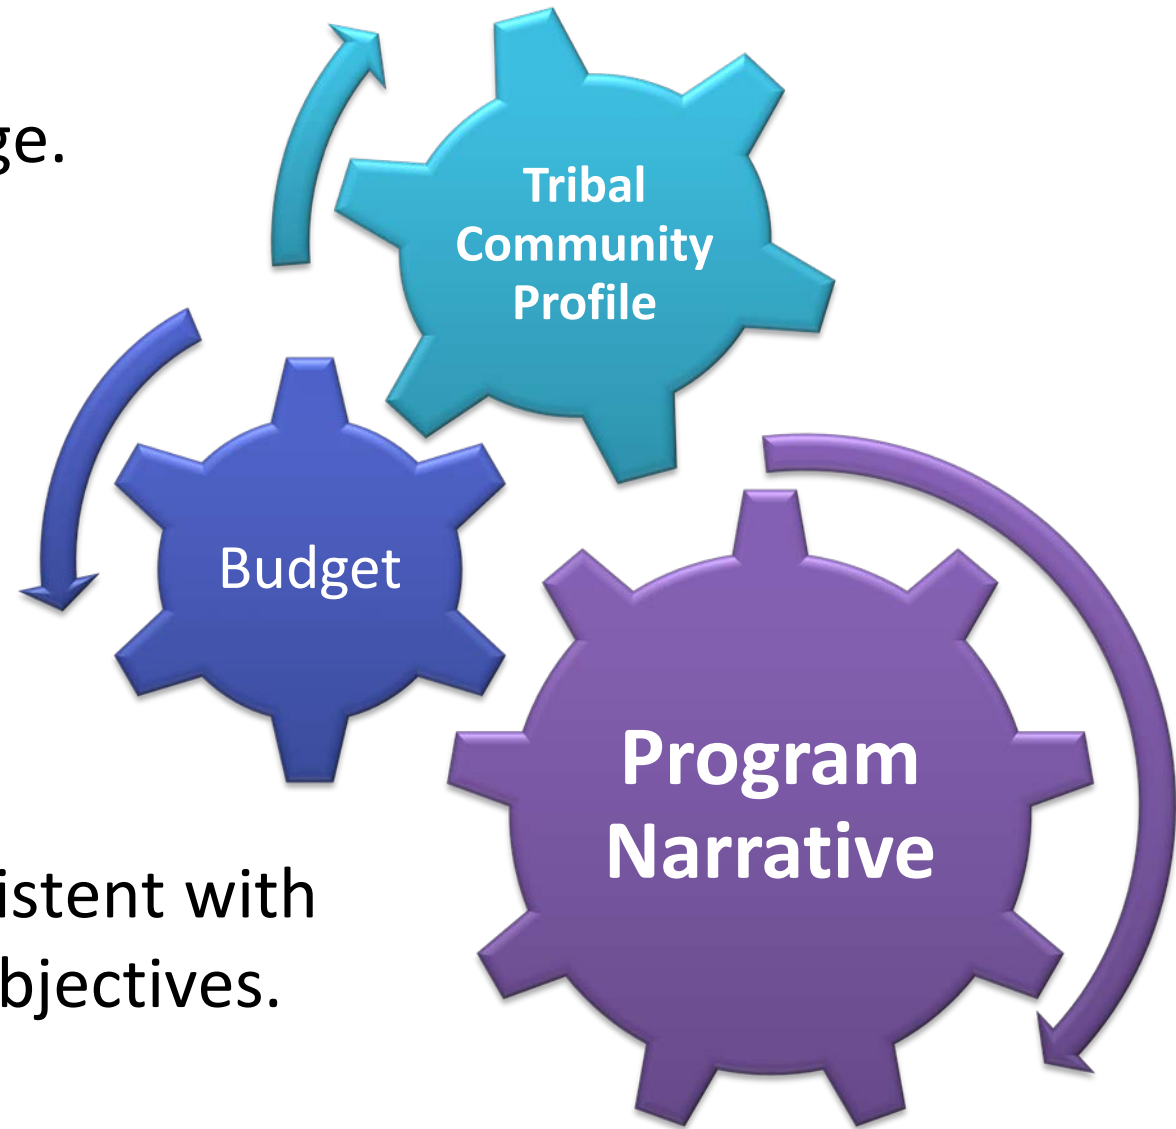 ge.
Tribal
Community
Profile
Budget
Program
Narrative
istent with
bjectives.